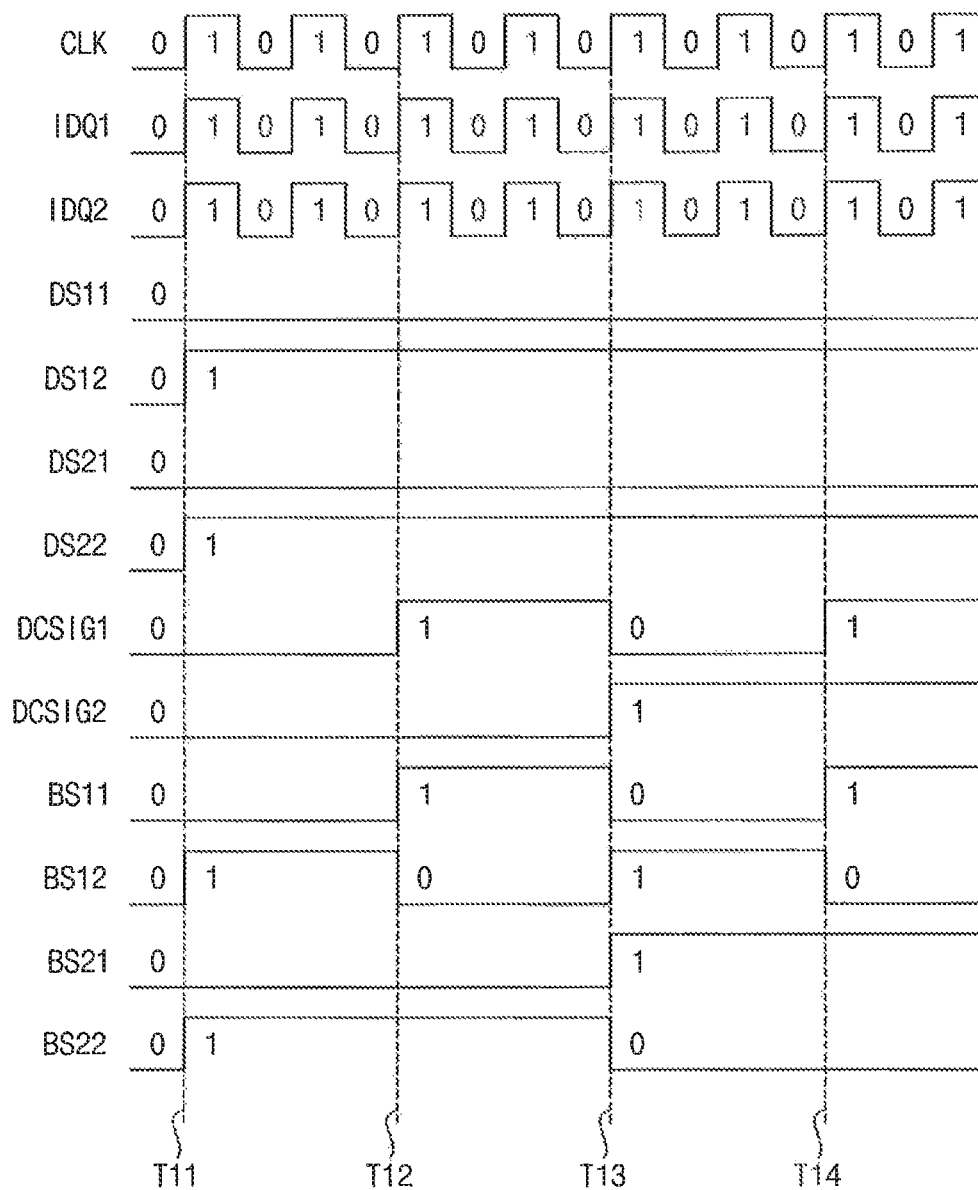 CLK 0 1 0 1 0 1 0 1 0 1 0 1 0 1 0 1
IDQ1 0 1 0 1 0 1 0 1 0 1 0 1 0 1 0 1
IDQ2 0 1 0 1 0 1 0 1 0 1 0 1 0 1 0 1
DS11 0
DS12 0 1
DS21 0
DS22 0 1
DCSIG1 0 1 0 1
DCSIG2 0 1
BS11 0 1 0 1
BS12 0 1 0 1 0
BS21 0 1
BS22 0 1 0
T11 T12 T13 T14